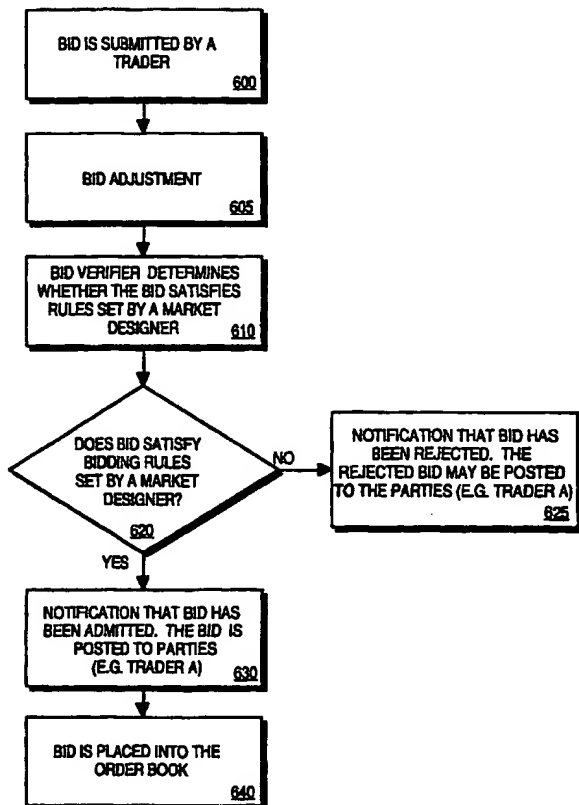 BID IS SUBMITTED BY A
TRADER
600
BID ADJUSTMENT
605
BID VERIFIER DETERMINES
WHETHER THE BID SATISFIES
RULES SET BY A MARKET
DESIGNER
610
DOES BID SATISFY
BIDDING RULES
SET BY A MARKET
DESIGNER?
620
NO
NOTIFICATION THAT BID HAS
BEEN REJECTED. THE
REJECTED BID MAY BE POSTED
TO THE PARTIES (E.G. TRADER A)
625
YES
NOTIFICATION THAT BID HAS
BEEN ADMITTED. THE BID IS
POSTED TO PARTIES
(E.G. TRADER A)
630
BID IS PLACED INTO THE
ORDER BOOK
640